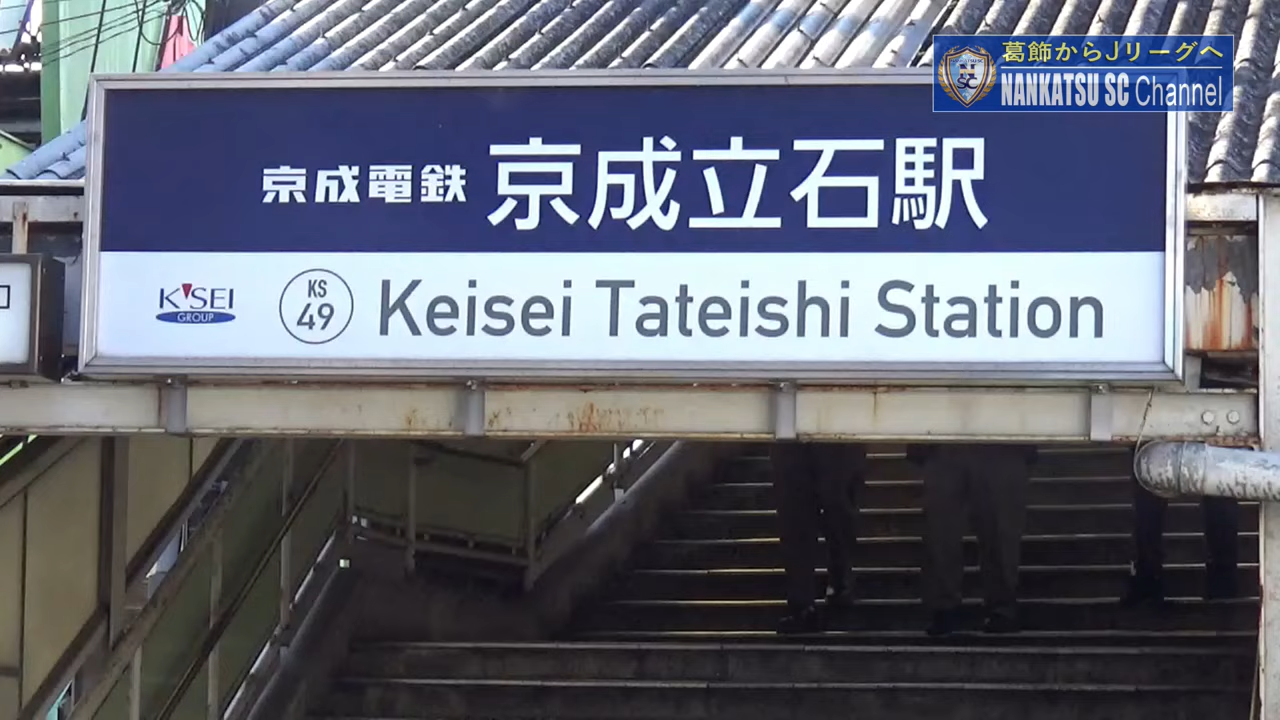 葛飾からJリーグへ
NANKATSU SC Channel
京成電鉄 京成立石駅
K'SEI
GROUP
KS
49
Keisei Tateishi Station